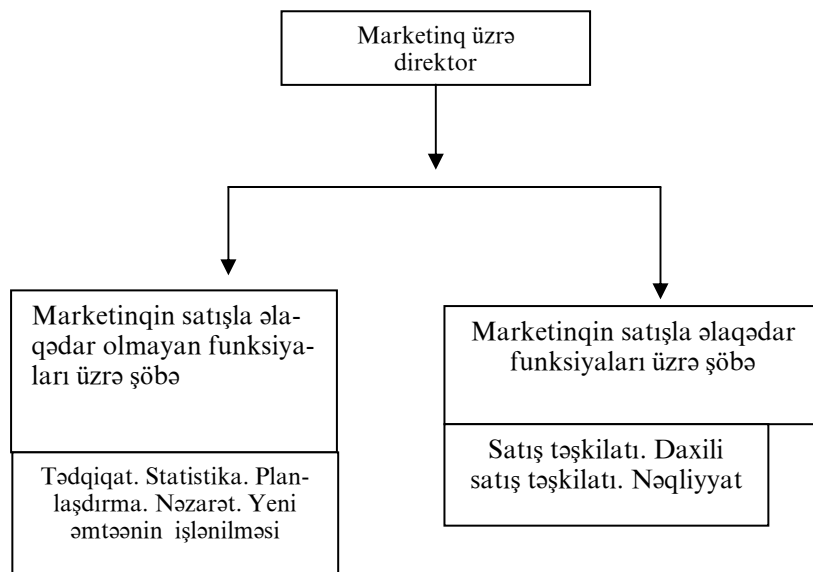 Marketinq üzrə
direktor
Marketinqin satışla əla-
qədar olmayan funksiya-
ları üzrə şöbə
Tədqiqat. Statistika. Plan-
laşdırma. Nəzarət. Yeni
əmtəənin işlənilməsi
Marketinqin satışla əlaqədar
funksiyaları üzrə şöbə
Satış təşkilatı. Daxili
satış təşkilatı. Nəqliyyat